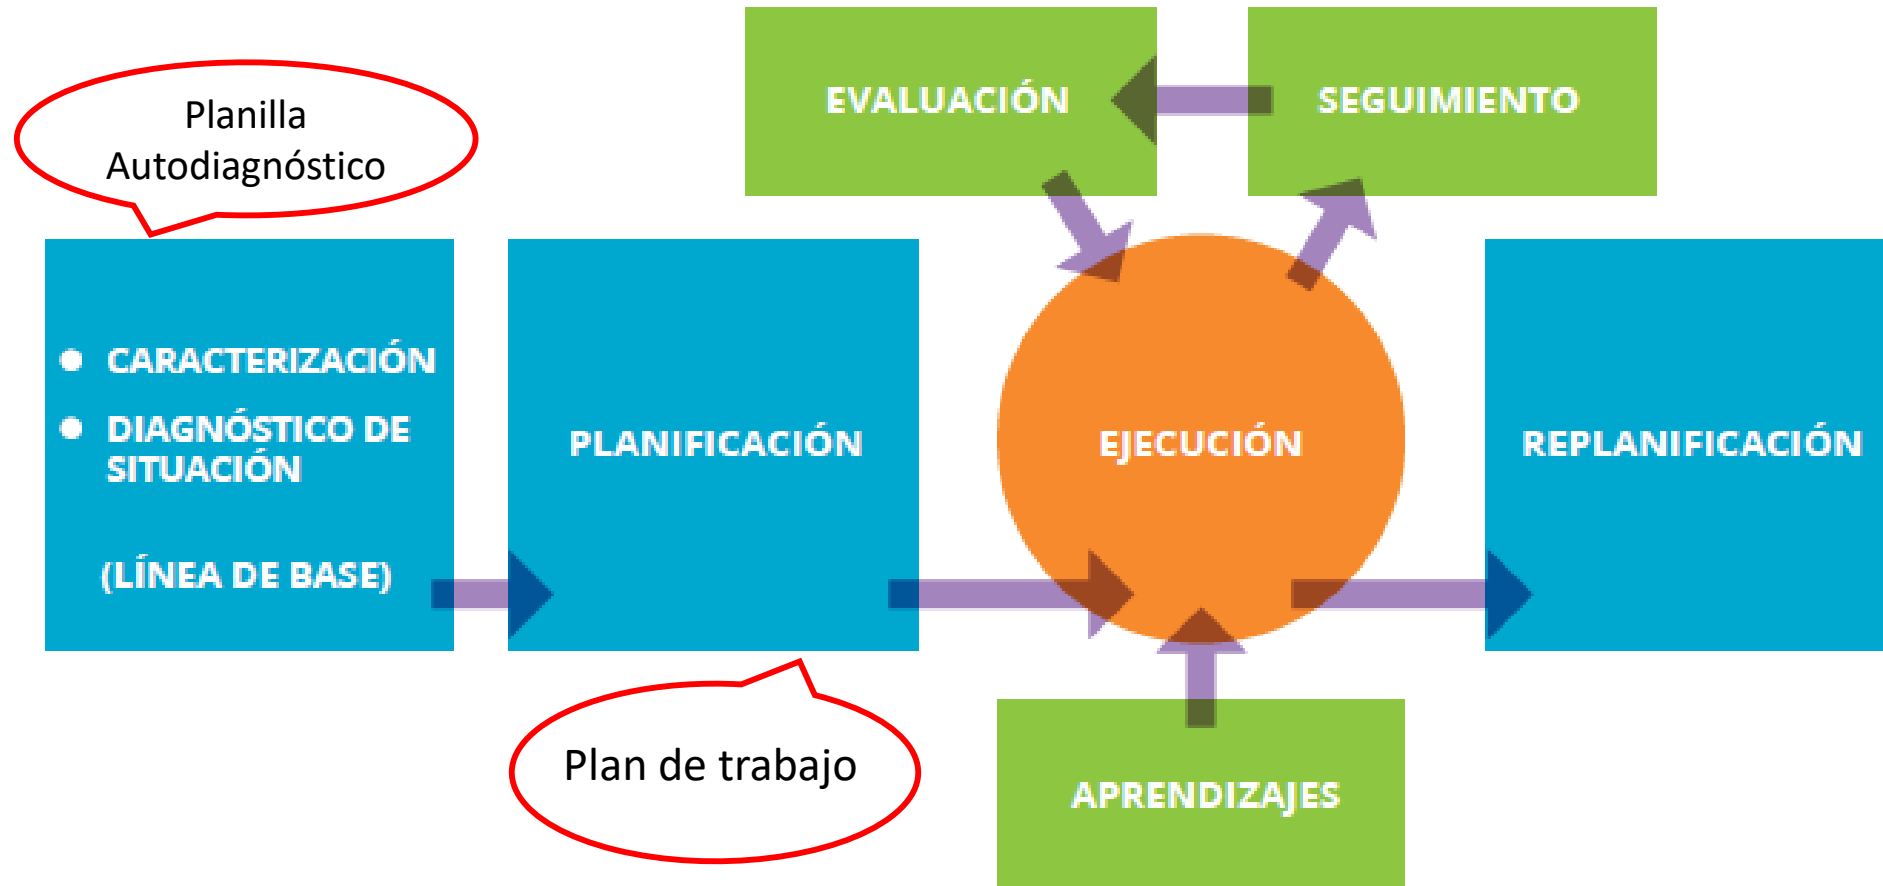 EVALUACIÓN
SEGUIMIENTO
Planilla
Autodiagnóstico
● CARACTERIZACIÓN
● DIAGNÓSTICO DE
SITUACIÓN
(LÍNEA DE BASE)
PLANIFICACIÓN
EJECUCIÓN
REPLANIFICACIÓN
Plan de trabajo
APRENDIZAJES